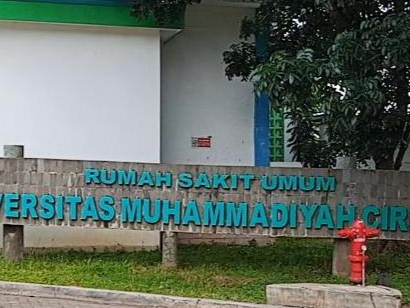 RUMAH SAKIT UMUM
VERSITAS MUHAMMADIYAH CIR